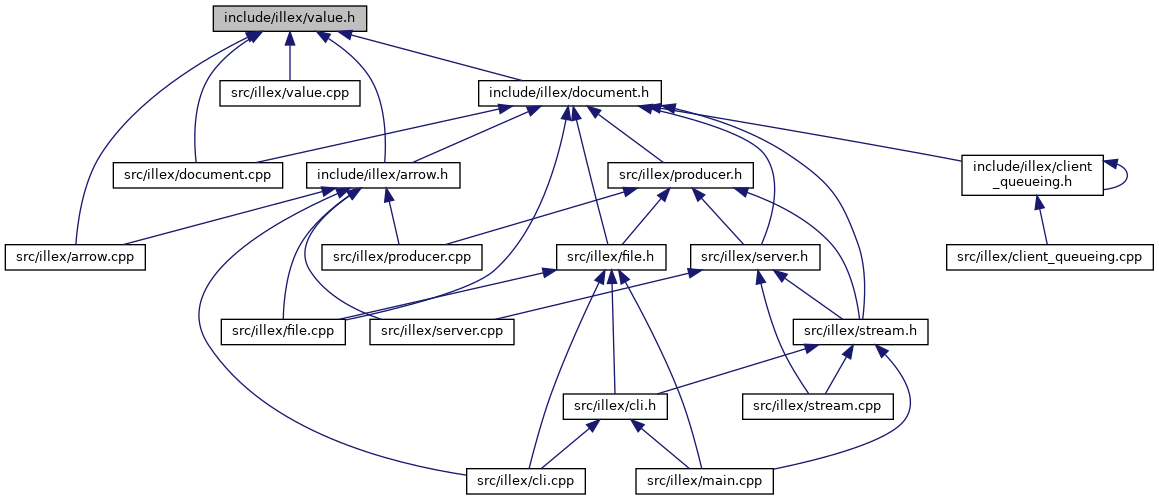 include/illex/value.h
src/illex/value.cpp
include/illex/document.h
src/illex/document.cpp
include/illex/arrow.h
src/illex/producer.h
include/illex/client
_queueing.h
src/illex/arrow.cpp
src/illex/producer.cpp
src/illex/file.h
src/illex/server.h
src/illex/client_queueing.cpp
src/illex/file.cpp
src/illex/server.cpp
src/illex/stream.h
src/illex/cli.h
src/illex/stream.cpp
src/illex/cli.cpp
src/illex/main.cpp